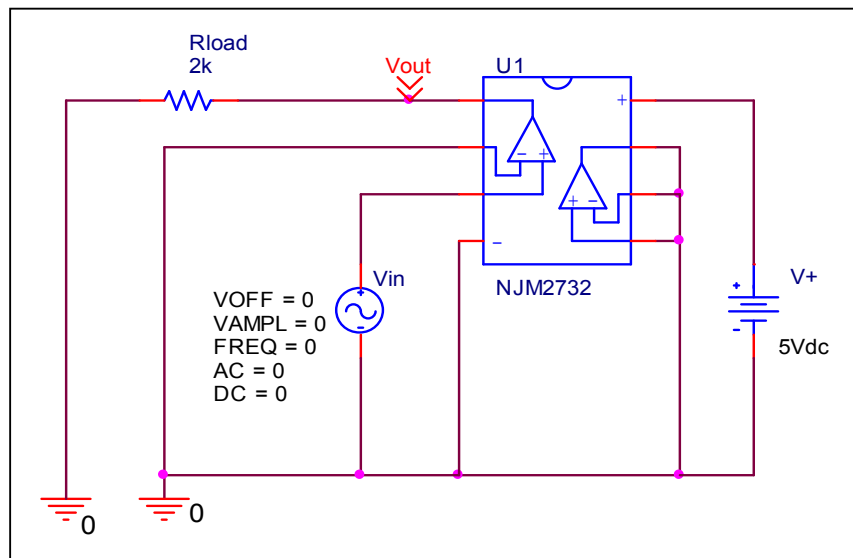 Rload
2k
Vout
U1
+
- +
+ -
-
NJM2732
Vin
+
-
VOFF = 0
VAMPL = 0
FREQ = 0
AC = 0
DC = 0
V+
+
-
5Vdc
0
0